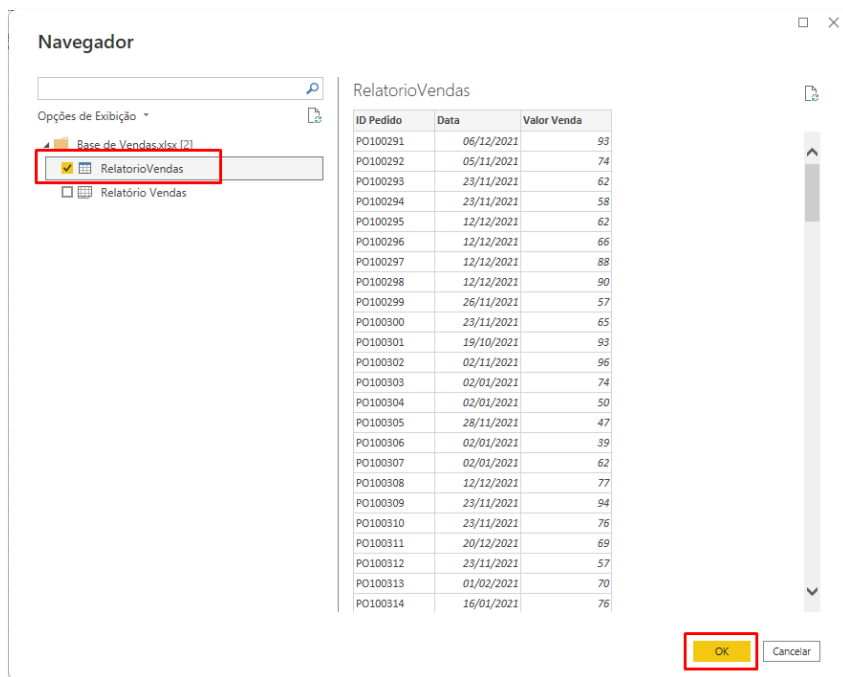 Navegador
Opções de Exibição
Base de Vendas.xlsx [2]
RelatorioVendas
Relatório Vendas
RelatorioVendas
ID Pedido Data Valor Venda
PO100291 06/12/2021 93
PO100292 05/11/2021 74
PO100293 23/11/2021 62
PO100294 23/11/2021 58
PO100295 12/12/2021 62
PO100296 12/12/2021 66
PO100297 12/12/2021 88
PO100298 12/12/2021 90
PO100299 26/11/2021 57
PO100300 23/11/2021 65
PO100301 19/10/2021 93
PO100302 02/11/2021 96
PO100303 02/01/2021 74
PO100304 02/01/2021 50
PO100305 28/11/2021 47
PO100306 02/01/2021 39
PO100307 02/01/2021 62
PO100308 12/12/2021 77
PO100309 23/11/2021 94
PO100310 23/11/2021 76
PO100311 20/12/2021 69
PO100312 23/11/2021 57
PO100313 01/02/2021 70
PO100314 16/01/2021 76
OK Cancelar